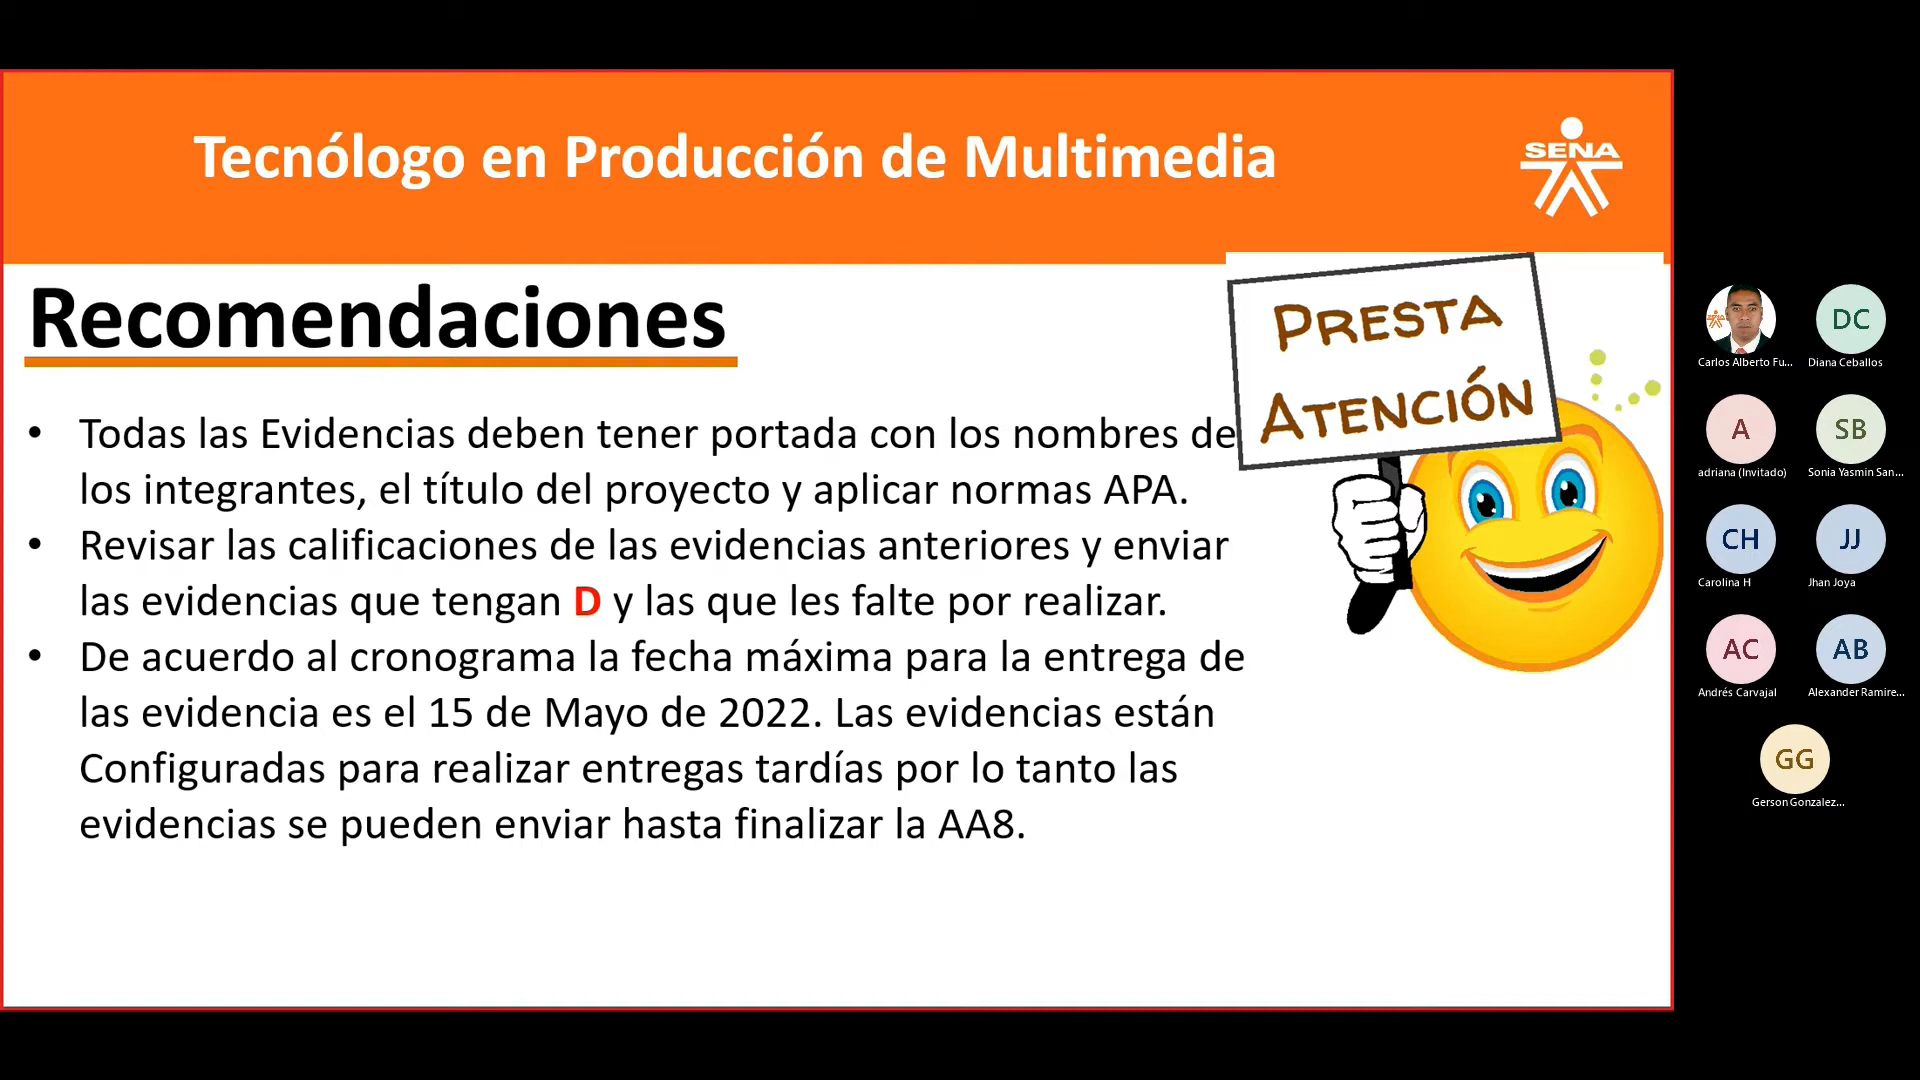 Tecnólogo en Producción de Multimedia
SENA
Recomendaciones
PRESTA
ATENCIÓN
• Todas las Evidencias deben tener portada con los nombres de
los integrantes, el título del proyecto y aplicar normas APA.
• Revisar las calificaciones de las evidencias anteriores y enviar
las evidencias que tengan D y las que les falte por realizar.
• De acuerdo al cronograma la fecha máxima para la entrega de
las evidencia es el 15 de Mayo de 2022. Las evidencias están
Configuradas para realizar entregas tardías por lo tanto las
evidencias se pueden enviar hasta finalizar la AA8.
SENA
Carlos Alberto Fu...
DC
Diana Ceballos
A
adriana (Invitado)
SB
Sonia Yasmin San...
CH
Carolina H
JJ
Jhan Joya
AC
Andrés Carvajal
AB
Alexander Ramire...
GG
Gerson Gonzalez...